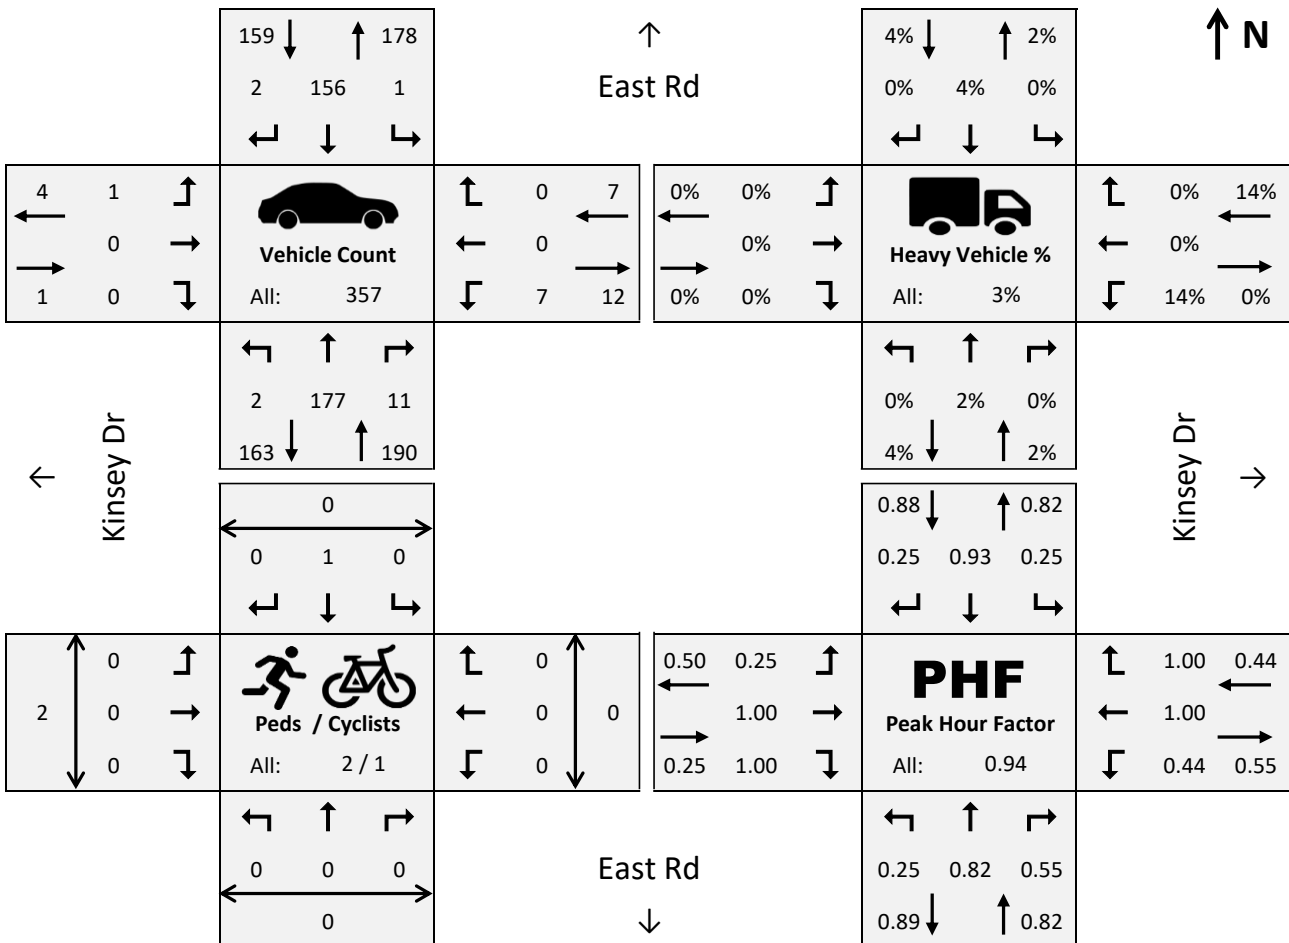 159 178 4% 2% N
East Rd
2 156 1 0% 4% 0%
4 1 0 7 0% 0% 0% 14%
0 0 0% 0%
Vehicle Count Heavy Vehicle %
1 0 All: 357 7 12 0% 0% All: 3% 14% 0%
2 177 11 0% 2% 0%
163 190 4% 2%
Kinsey Dr Kinsey Dr
0 0.88 0.82
0 1 0 0.25 0.93 0.25
0 0 0.50 0.25 PHF 1.00 0.44
2 0 0 0 1.00 1.00
Peds / Cyclists Peak Hour Factor
0 All: 2 / 1 0 0.25 1.00 All: 0.94 0.44 0.55
0 0 0 East Rd 0.25 0.82 0.55
0 0.89 0.82